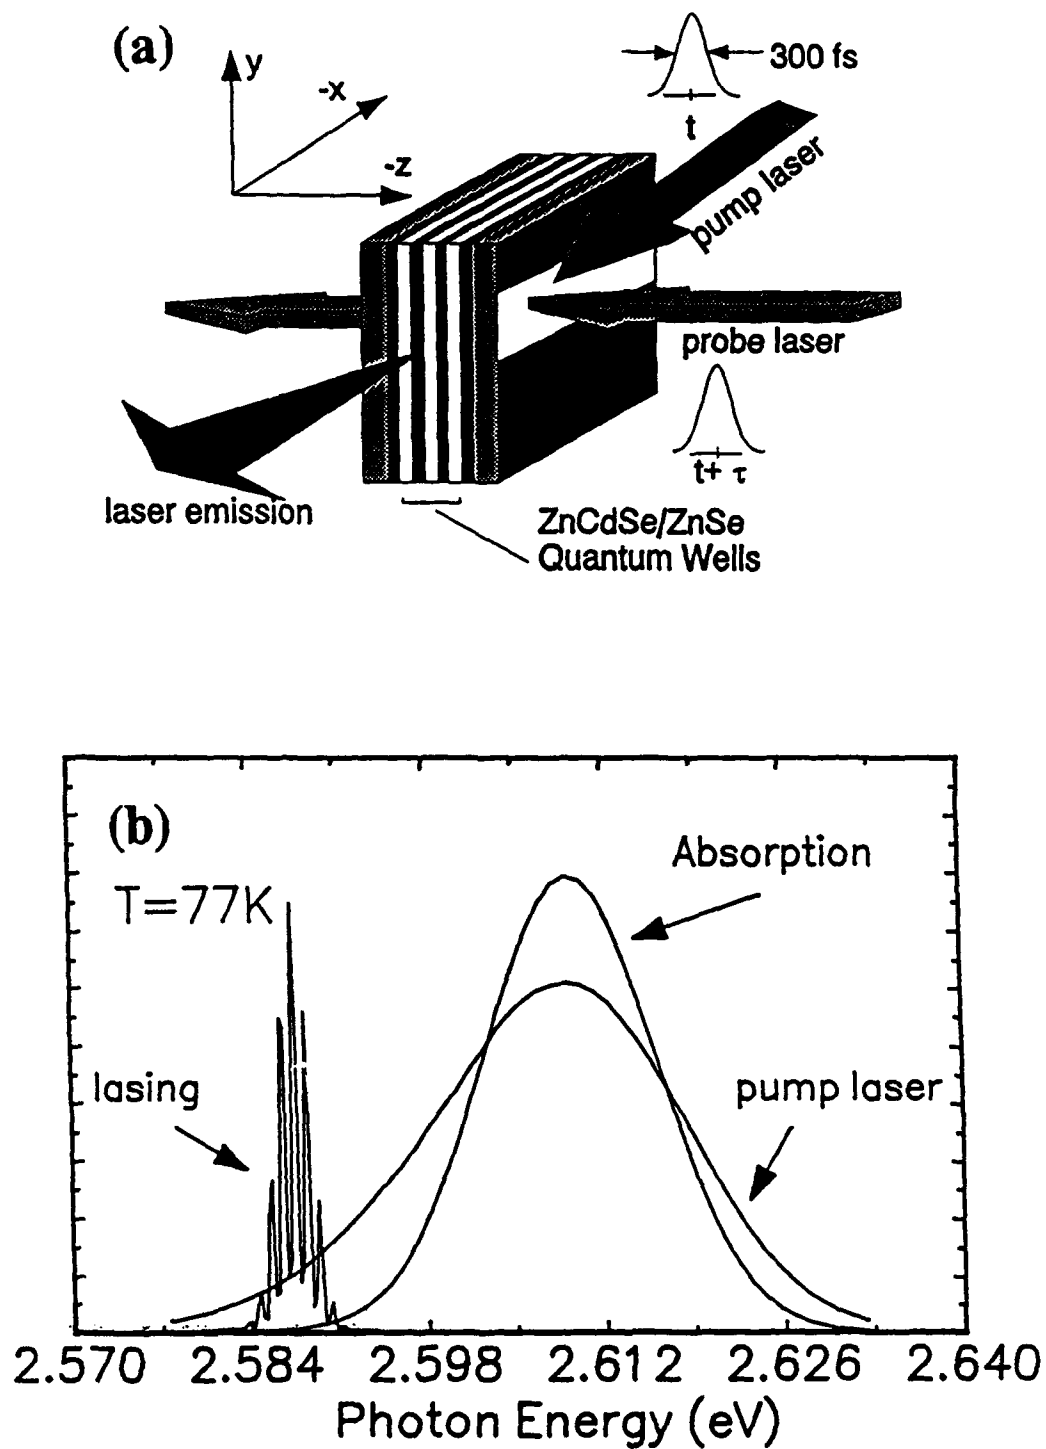 (a)
y
-x
-z
300 fs
t
pump laser
probe laser
t+ τ
laser emission
ZnCdSe/ZnSe
Quantum Wells
(b)
T=77K
Absorption
lasing
pump laser
2.570 2.584 2.598 2.612 2.626 2.640
Photon Energy (eV)